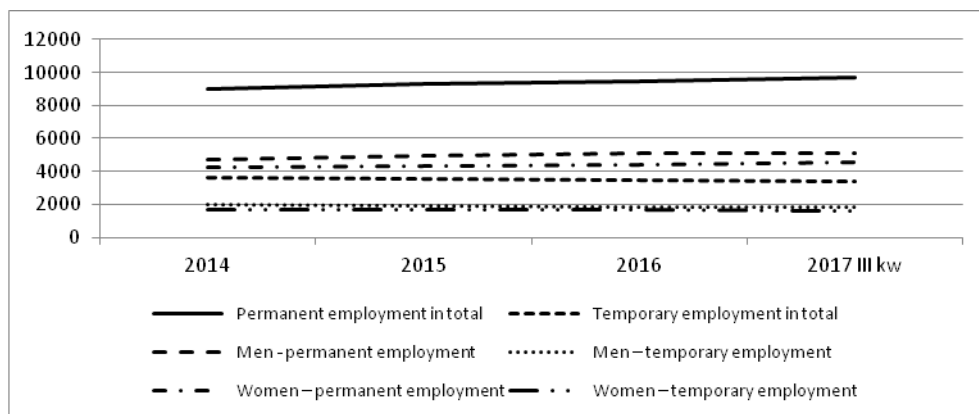 12000
10000
8000
6000
4000
2000
0
2014 2015 2016 2017 III kw
Permanent employment in total Temporary employment in total
Men - permanent employment Men – temporary employment
Women – permanent employment Women – temporary employment